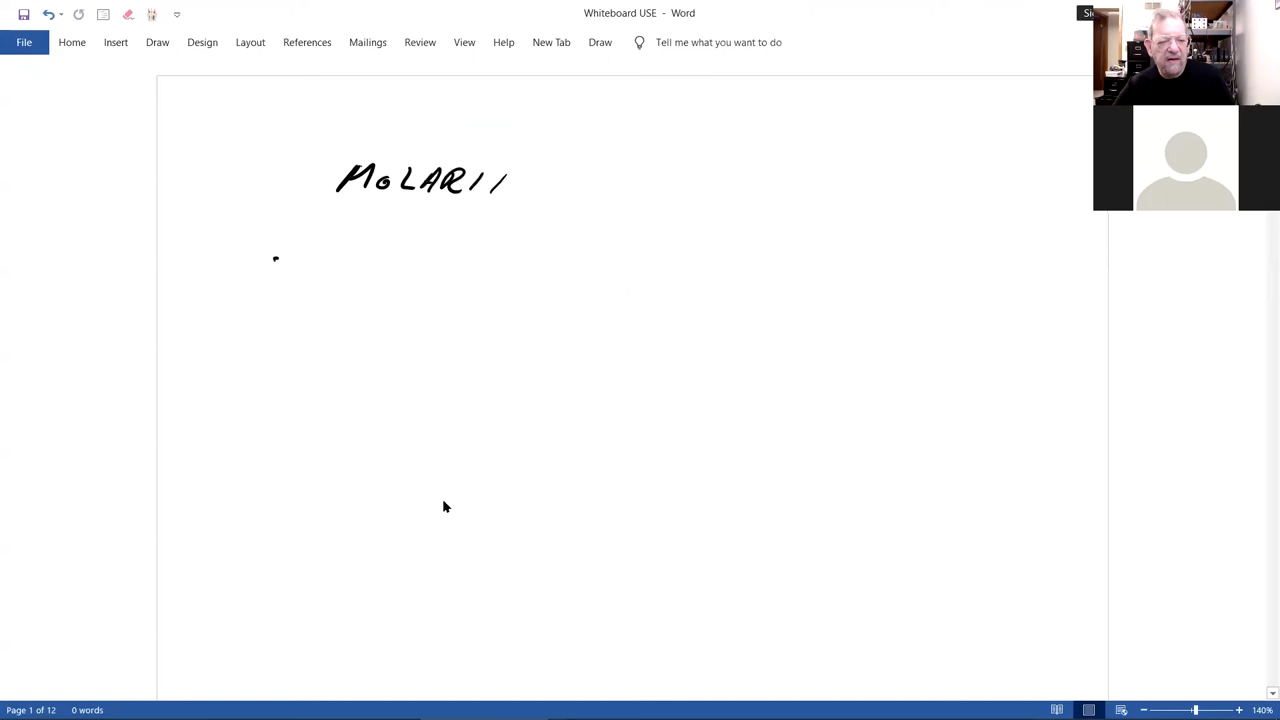 Whiteboard USE - Word
Si
File Home Insert Draw Design Layout References Mailings Review View Help New Tab Draw Tell me what you want to do
MOLARI/
Page 1 of 12 0 words 140%